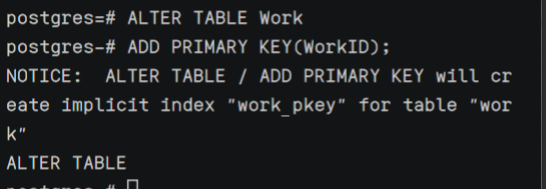 postgres=# ALTER TABLE Work
postgres-# ADD PRIMARY KEY(WorkID);
NOTICE:  ALTER TABLE / ADD PRIMARY KEY will cr
eate implicit index "work_pkey" for table "wor
k"
ALTER TABLE
postgres=#